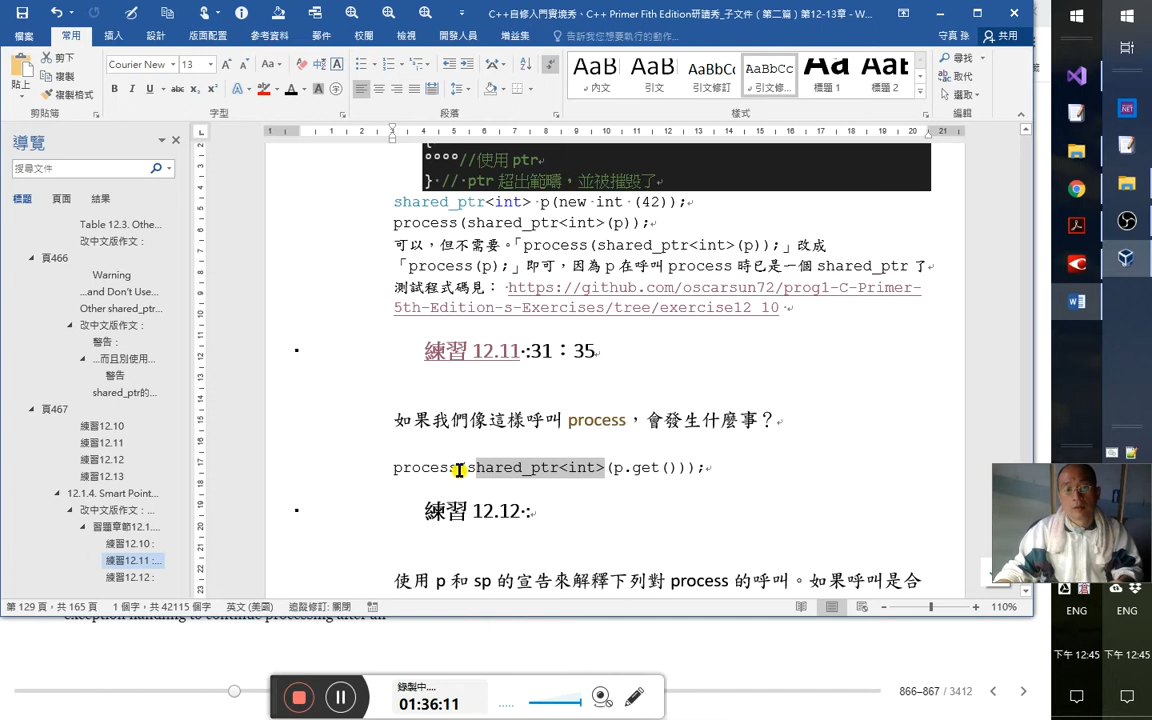 C++自修入門實境秀、C++ Primer Fifth Edition研讀秀_子文件（第二篇）第12-13章 - W...
檔案 常用 插入 設計 版面配置 參考資料 郵件 校閱 檢視 開發人員 增益集 告訴我您想要執行的動作... 守真 孫 共用
剪下
複製
複製格式
貼上
Courier New 13
尋找
取代
選取
AaBb AaBb AaBbCc AaBbCc AaB AaBb
內文 內文 引文修訂 引文修... 標題 1 標題 2
剪貼簿 字型 段落 樣式 編輯
導覽
搜尋文件
標題 頁面 結果
Table 12.3. Othe...
改中文版作文：
頁466
Warning
...and Don't Use...
Other shared_ptr...
改中文版作文：
警告：
...而且別使用...
警告
shared_ptr的...
頁467
練習12.10
練習12.11
練習12.12
練習12.13
12.1.4. Smart Point...
改中文版作文：...
習題章節12.1....
練習12.10：
練習12.11：...
練習12.12：
{
//使用 ptr
} // ptr 超出範疇，並被摧毀了
shared_ptr<int> p(new int (42));
process(shared_ptr<int>(p));
可以，但不需要。「process(shared_ptr<int>(p));」改成
「process(p);」即可，因為 p 在呼叫 process 時已是一個 shared_ptr 了
測試程式碼見： https://github.com/oscarsun72/prog1-C-Primer-
5th-Edition-s-Exercises/tree/exercise12_10
練習 12.11 :31：35
如果我們像這樣呼叫 process，會發生什麼事？
process(shared_ptr<int>(p.get()));
練習 12.12 :
使用 p 和 sp 的宣告來解釋下列對 process 的呼叫。如果呼叫是合
第 129 頁，共 165 頁 1 個字，共 42115 個字 英文 (美國) 追蹤修訂: 關閉 110%
exception handling to continue processing after an
錄製中....
01:36:11
866–867 / 3412
ENG ENG
下午 12:45 下午 12:45